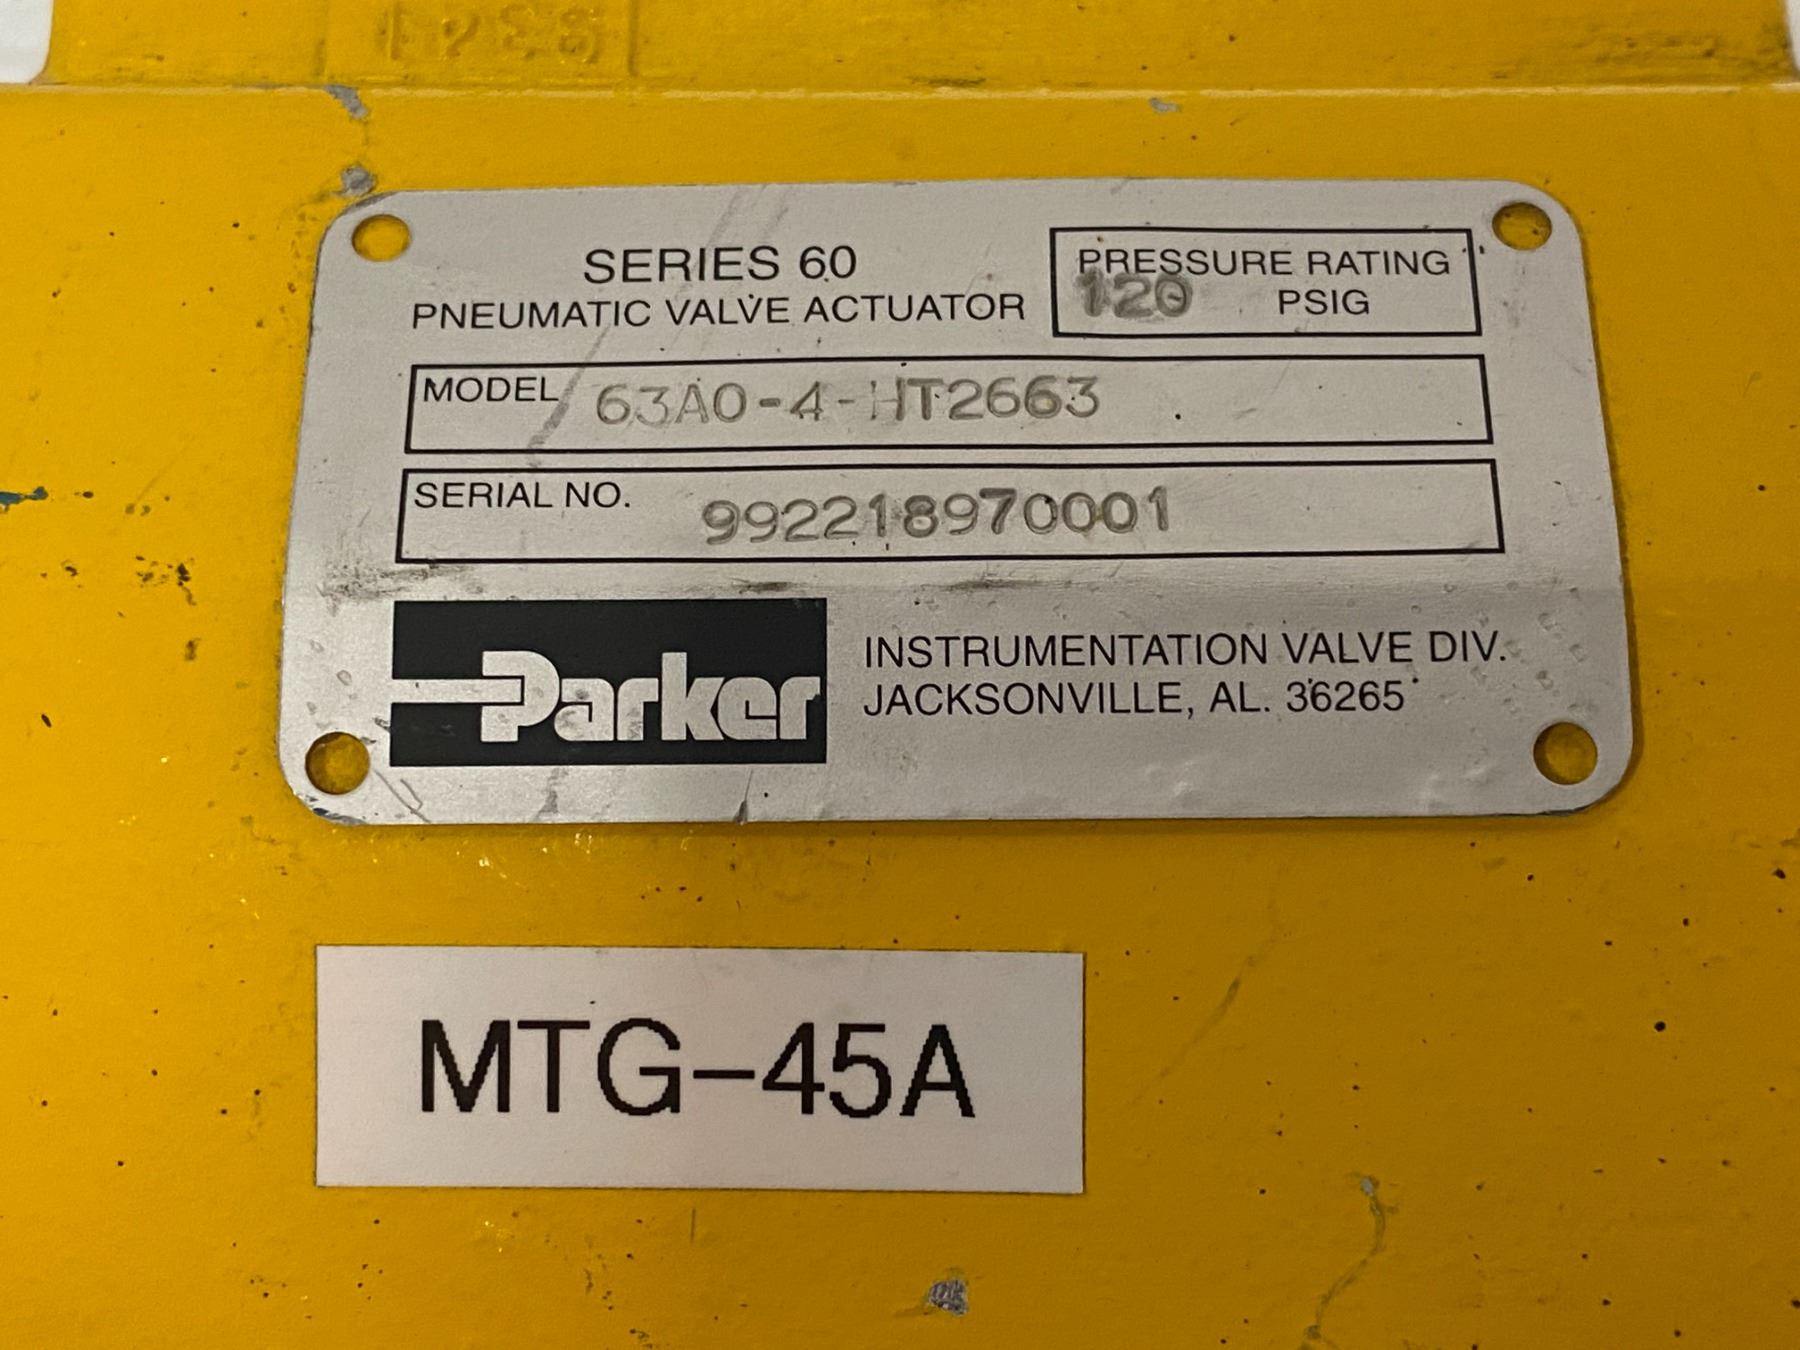 SERIES 60
PNEUMATIC VALVE ACTUATOR
PRESSURE RATING
120 PSIG
MODEL 63A0-4-HT2663
SERIAL NO. 992218970001
Parker
INSTRUMENTATION VALVE DIV.
JACKSONVILLE, AL. 36265
MTG-45A